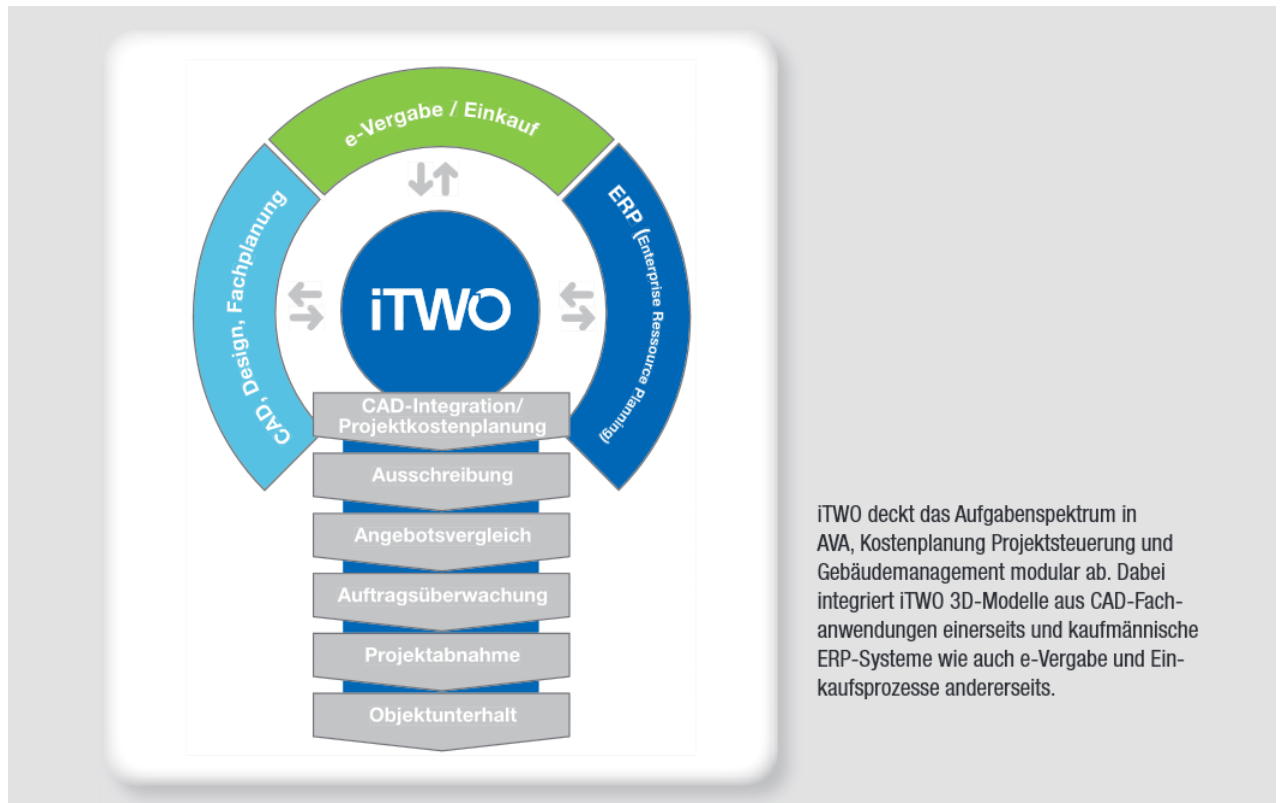 e-Vergabe / Einkauf
CAD, Design, Fachplanung
ERP (Enterprise Ressource Planning)
iTWO
CAD-Integration/
Projektkostenplanung
Ausschreibung
Angebotsvergleich
Auftragsüberwachung
Projektabnahme
Objektunterhalt
iTWO deckt das Aufgabenspektrum in
AVA, Kostenplanung Projektsteuerung und
Gebäudemanagement modular ab. Dabei
integriert iTWO 3D-Modelle aus CAD-Fach-
anwendungen einerseits und kaufmännische
ERP-Systeme wie auch e-Vergabe und Ein-
kaufsprozesse andererseits.